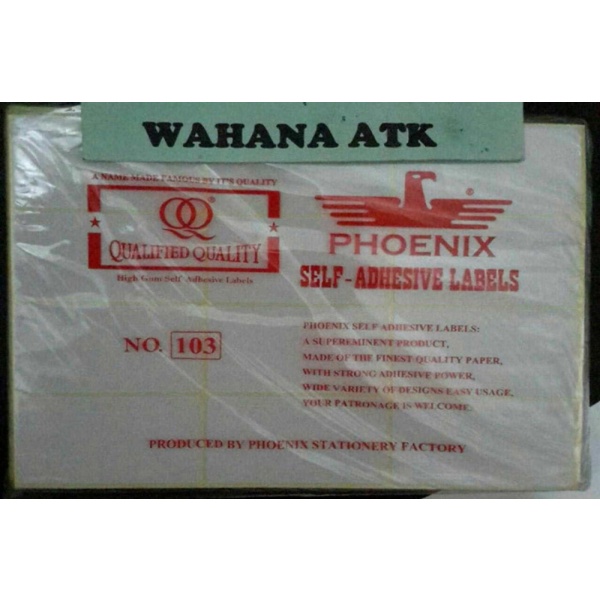 WAHANA ATK
A NAME MADE FAMOUS BY IT'S QUALITY
QQ ®
QUALIFIED QUALITY
High Gum Self-Adhesive Labels
®
PHOENIX
SELF-ADHESIVE LABELS
NO. 103
PHOENIX SELF ADHESIVE LABELS:
A SUPEREMINENT PRODUCT,
MADE OF THE FINEST QUALITY PAPER,
WITH STRONG ADHESIVE POWER,
WIDE VARIETY OF DESIGNS EASY USAGE,
YOUR PATRONAGE IS WELCOME.
PRODUCED BY PHOENIX STATIONERY FACTORY